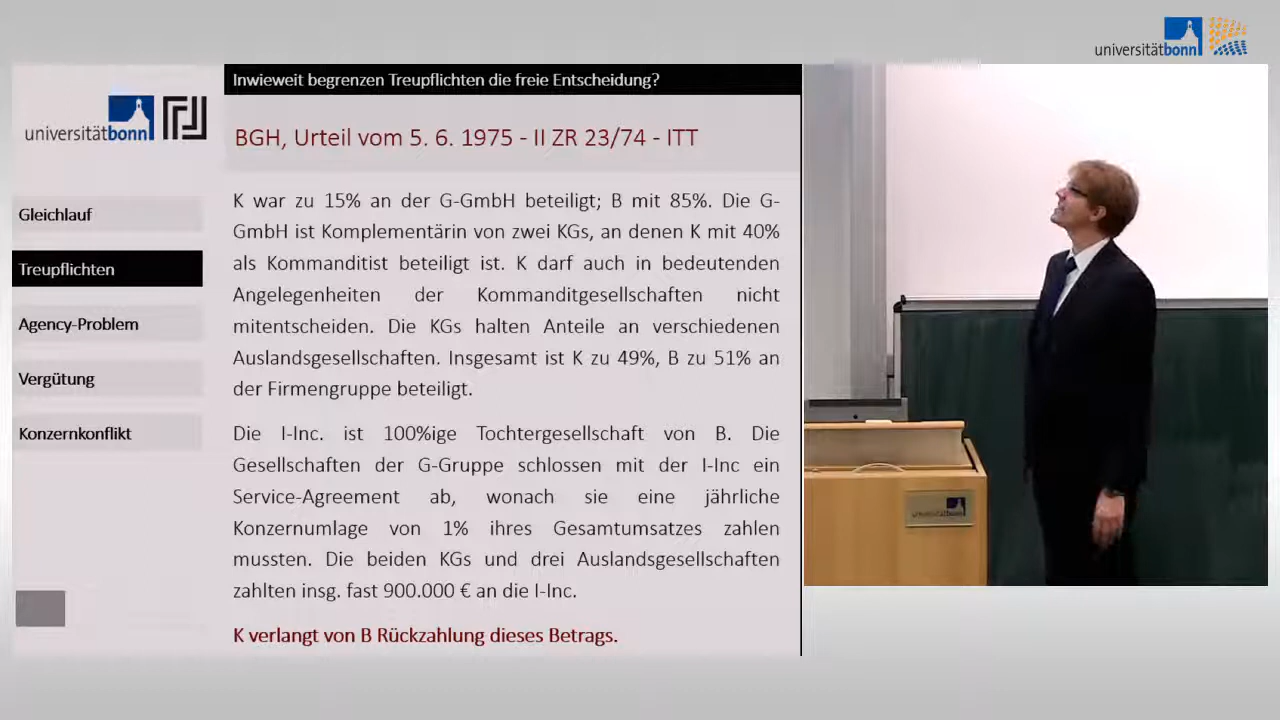 universitätbonn
Inwieweit begrenzen Treupflichten die freie Entscheidung?
universitätbonn
BGH, Urteil vom 5. 6. 1975 - II ZR 23/74 - ITT
Gleichlauf
Treupflichten
Agency-Problem
Vergütung
Konzernkonflikt
K war zu 15% an der G-GmbH beteiligt; B mit 85%. Die G-
GmbH ist Komplementärin von zwei KGs, an denen K mit 40%
als Kommanditist beteiligt ist. K darf auch in bedeutenden
Angelegenheiten der Kommanditgesellschaften nicht
mitentscheiden. Die KGs halten Anteile an verschiedenen
Auslandsgesellschaften. Insgesamt ist K zu 49%, B zu 51% an
der Firmengruppe beteiligt.
Die I-Inc. ist 100%ige Tochtergesellschaft von B. Die
Gesellschaften der G-Gruppe schlossen mit der I-Inc ein
Service-Agreement ab, wonach sie eine jährliche
Konzernumlage von 1% ihres Gesamtumsatzes zahlen
mussten. Die beiden KGs und drei Auslandsgesellschaften
zahlten insg. fast 900.000 € an die I-Inc.
K verlangt von B Rückzahlung dieses Betrags.
universitätbonn